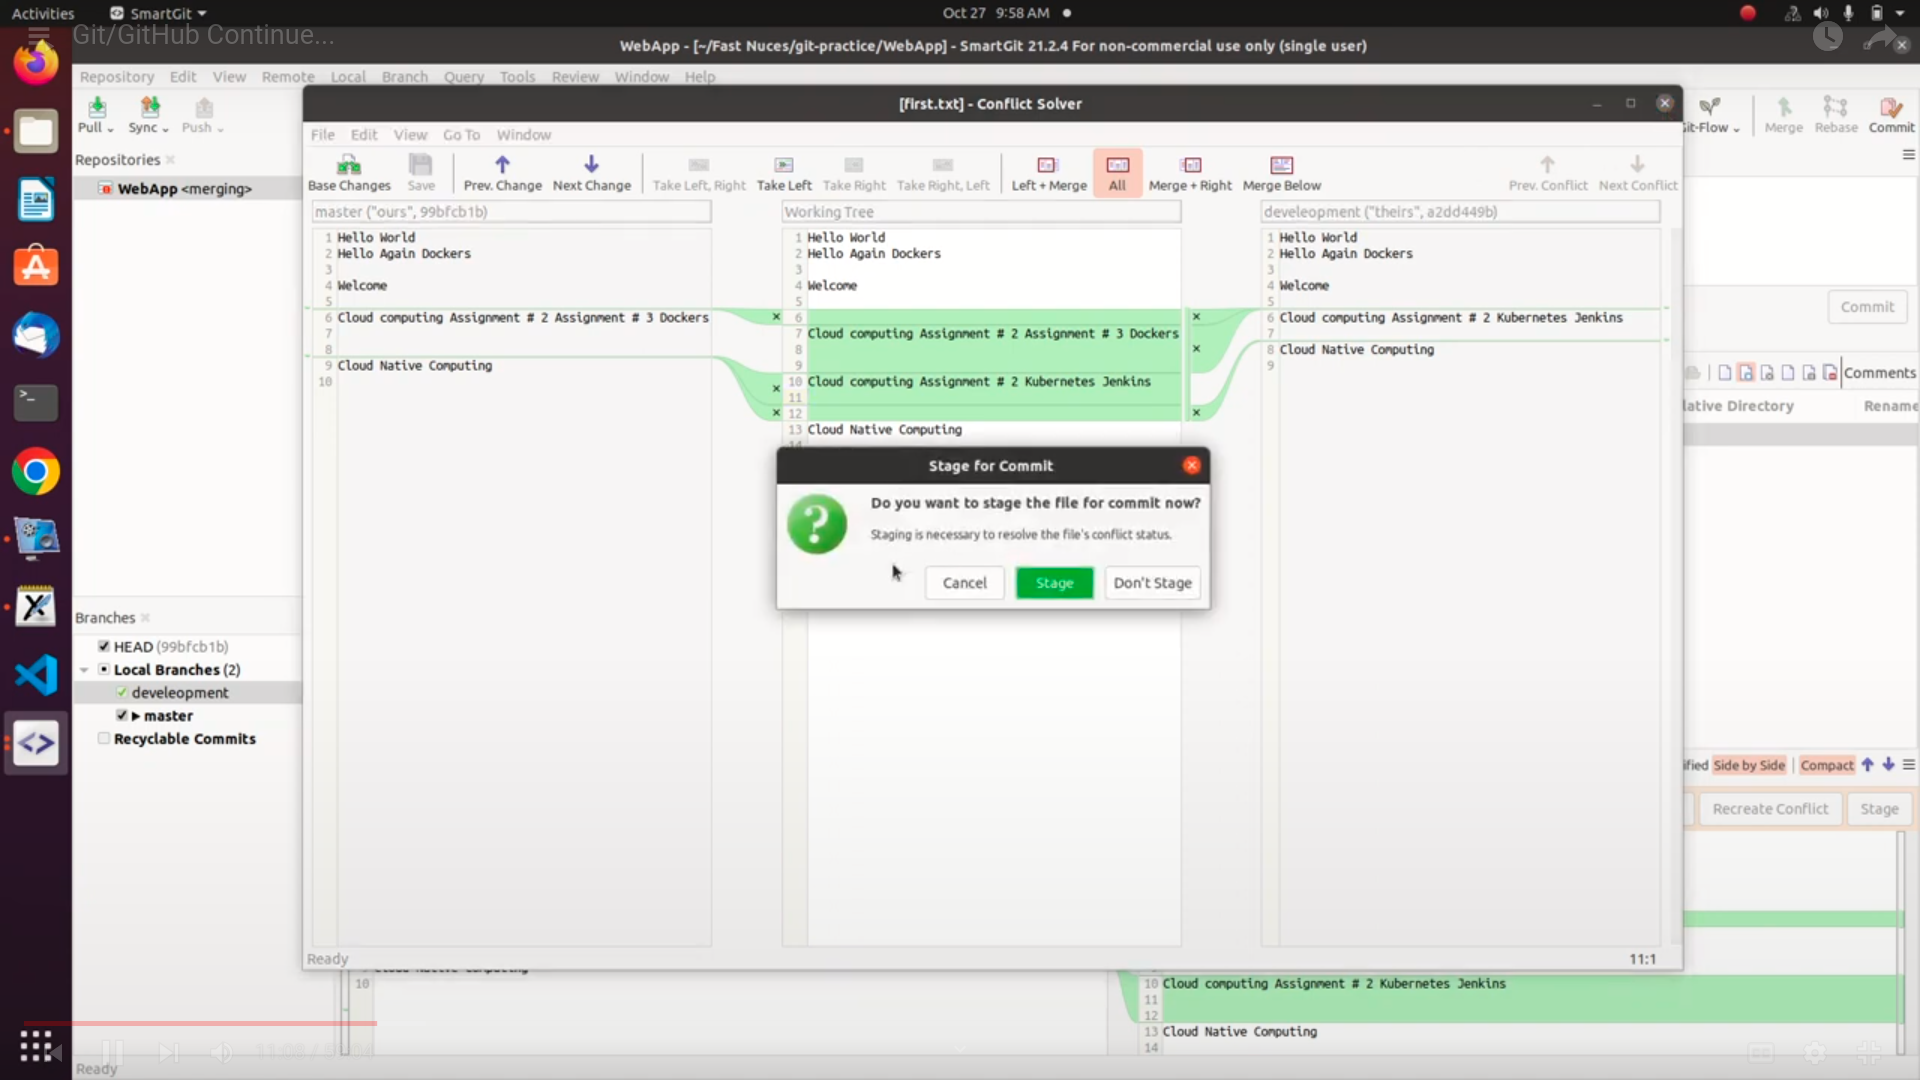 Activities
SmartGit
Oct 27 9:58 AM
Git/GitHub Continue...
WebApp - [~/Fast Nuces/git-practice/WebApp] - SmartGit 21.2.4 For non-commercial use only (single user)
Repository Edit View Remote Local Branch Query Tools Review Window Help
Pull Sync Push
Git-Flow Merge Rebase Commit
Repositories
WebApp <merging>
[first.txt] - Conflict Solver
File Edit View Go To Window
Base Changes Save Prev. Change Next Change Take Left, Right Take Left Take Right Take Right, Left Left + Merge All Merge + Right Merge Below Prev. Conflict Next Conflict
master ("ours", 99bfcb1b)
1 Hello World
2 Hello Again Dockers
3
4 Welcome
5
6 Cloud computing Assignment # 2 Assignment # 3 Dockers
7
8
9 Cloud Native Computing
10
Working Tree
1 Hello World
2 Hello Again Dockers
3
4 Welcome
5
6
7 Cloud computing Assignment # 2 Assignment # 3 Dockers
8
9
10 Cloud computing Assignment # 2 Kubernetes Jenkins
11
12
13 Cloud Native Computing
14
develeopment ("theirs", a2dd449b)
1 Hello World
2 Hello Again Dockers
3
4 Welcome
5
6 Cloud computing Assignment # 2 Kubernetes Jenkins
7
8 Cloud Native Computing
9
Stage for Commit
Do you want to stage the file for commit now?
Staging is necessary to resolve the file's conflict status.
Cancel Stage Don't Stage
Ready
11:1
Commit
Comments
lative Directory Rename
Branches
HEAD (99bfcb1b)
Local Branches (2)
develeopment
master
Recyclable Commits
ified Side by Side Compact
Recreate Conflict Stage
Cloud Native Computing
10
10 Cloud computing Assignment # 2 Kubernetes Jenkins
11
12
13 Cloud Native Computing
14
Ready